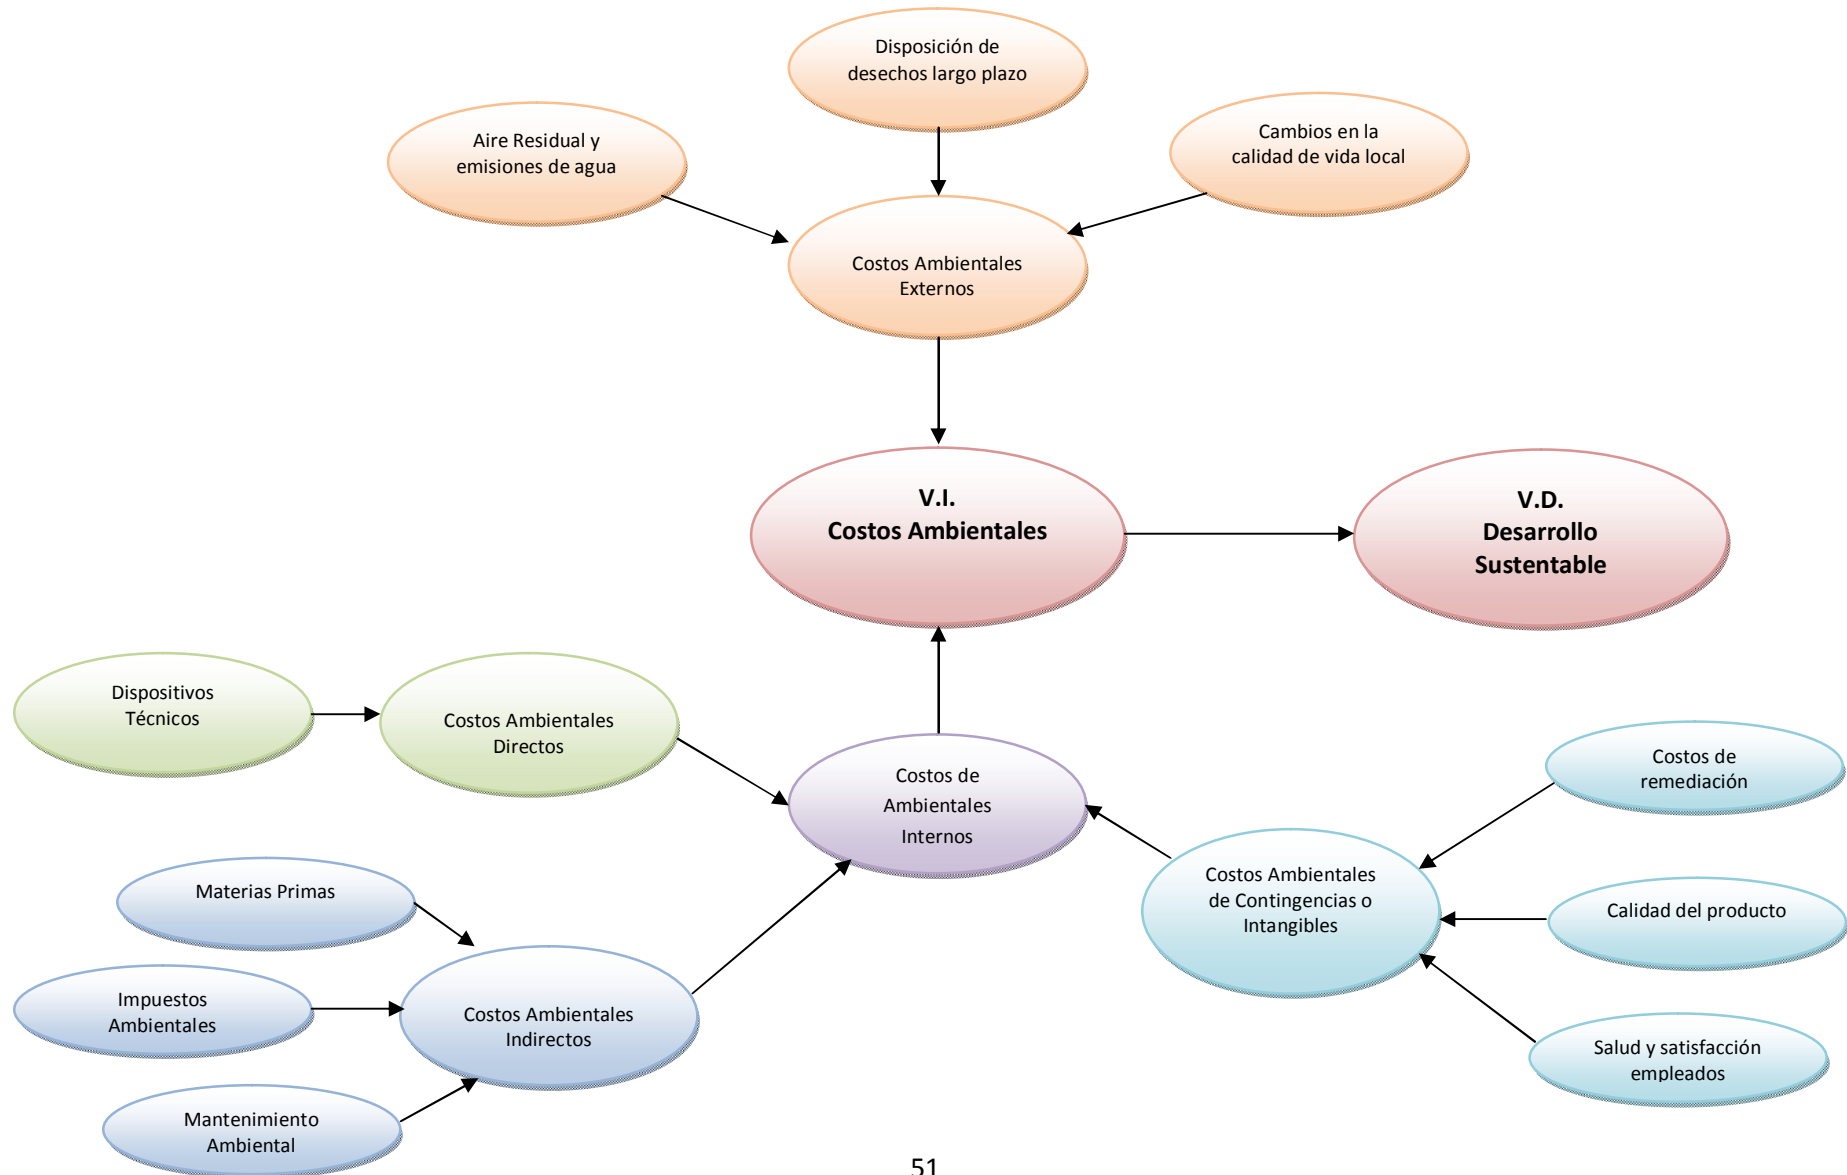 Disposición de
desechos largo plazo
Aire Residual y
emisiones de agua
Cambios en la
calidad de vida local
Costos Ambientales
Externos
V.I.
Costos Ambientales
V.D.
Desarrollo
Sustentable
Dispositivos
Técnicos
Costos Ambientales
Directos
Costos de
Ambientales
Internos
Costos de
remediación
Materias Primas
Costos Ambientales
de Contingencias o
Intangibles
Calidad del producto
Impuestos
Ambientales
Costos Ambientales
Indirectos
Salud y satisfacción
empleados
Mantenimiento
Ambiental
51